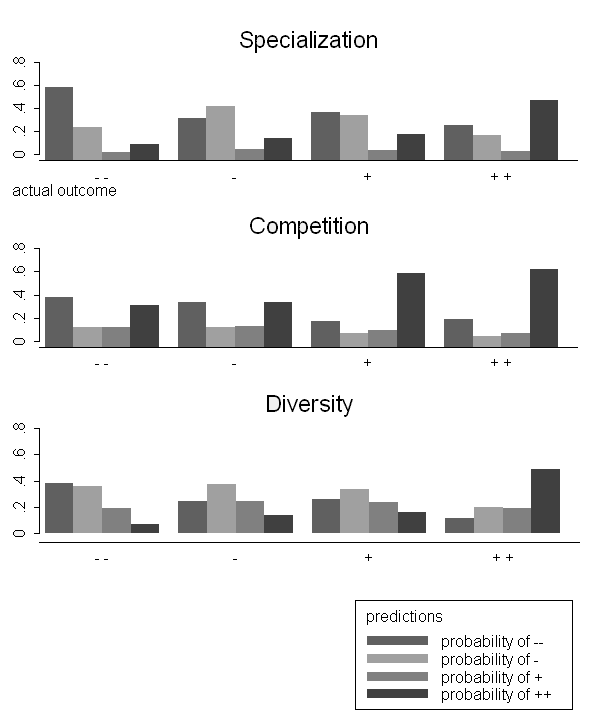 Specialization
.8
.6
.4
.2
0
-- - + ++
actual outcome
Competition
.8
.6
.4
.2
0
-- - + ++
Diversity
.8
.6
.4
.2
0
-- - + ++
predictions
probability of --
probability of -
probability of +
probability of ++